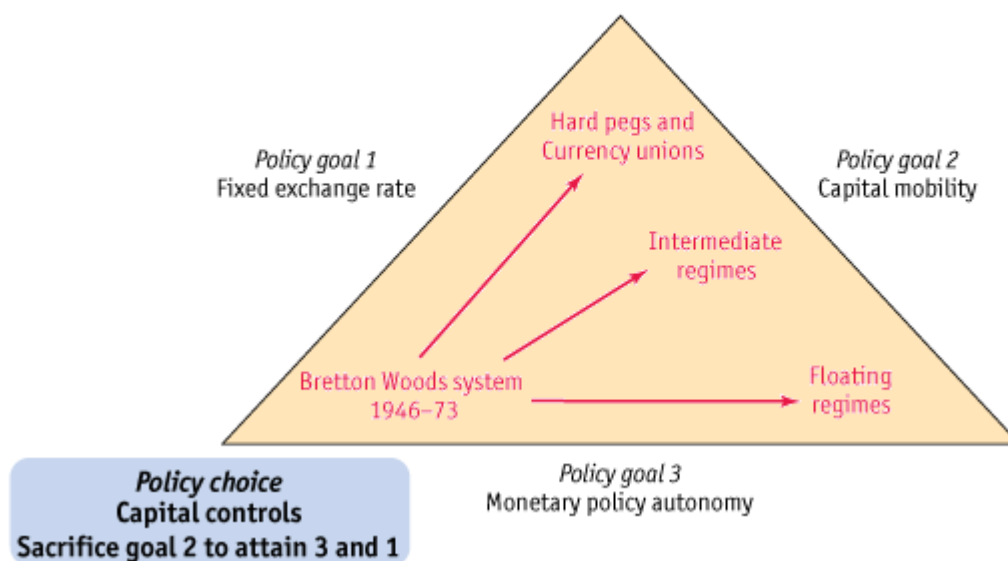 Hard pegs and
Currency unions
Policy goal 1
Fixed exchange rate
Policy goal 2
Capital mobility
Intermediate
regimes
Bretton Woods system
1946–73
Floating
regimes
Policy choice
Capital controls
Sacrifice goal 2 to attain 3 and 1
Policy goal 3
Monetary policy autonomy